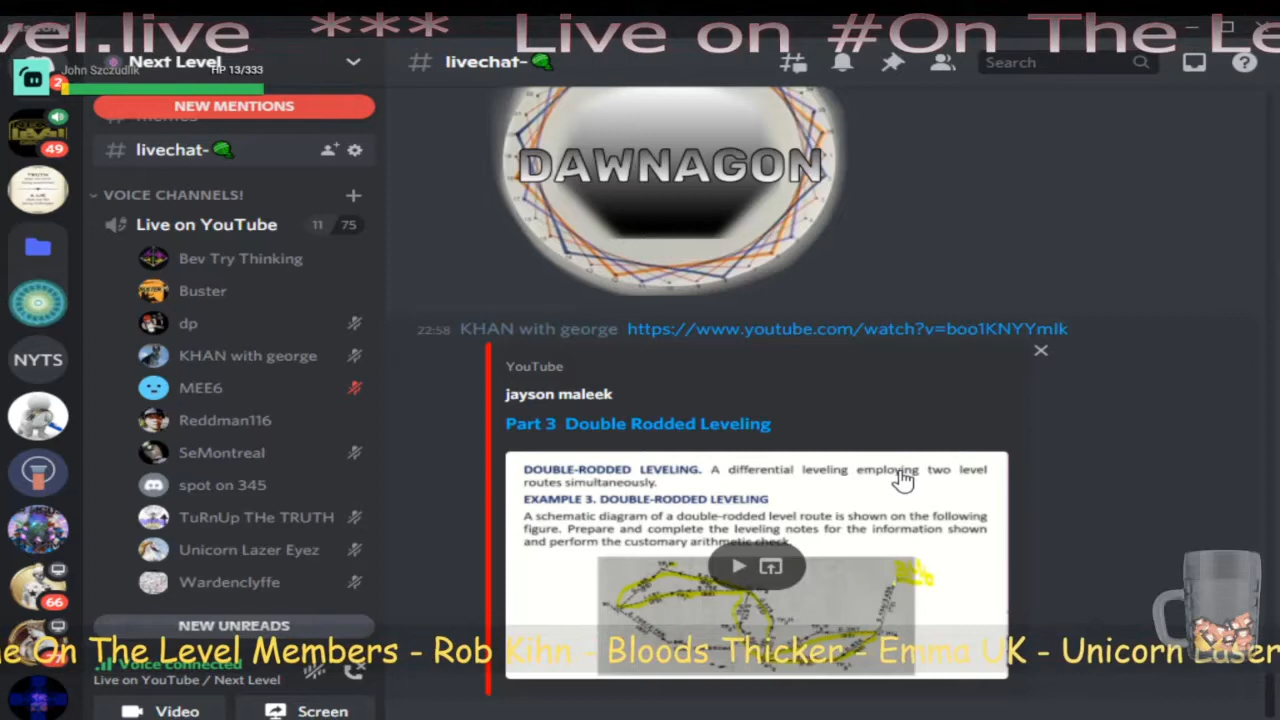 vel.live *** Live on #On The Le
John Szczudlik HP 13/333
Next Level
2
NEW MENTIONS
memes
49
livechat-
TRUTH
VOICE CHANNELS!
Live on YouTube 11 75
Bev Try Thinking
Buster
dp
NYTS
KHAN with george
MEE6
Reddman116
SeMontreal
spot on 345
TuRnUp THe TRUTH
Unicorn Lazer Eyez
Wardenclyffe
66
NEW UNREADS
Voice connected
Live on YouTube / Next Level
Video
Screen
livechat-
Search
DAWNAGON
22:58 KHAN with george https://www.youtube.com/watch?v=boo1KNYYmlk
YouTube
jayson maleek
Part 3 Double Rodded Leveling
DOUBLE-RODDED LEVELING. A differential leveling employing two level
routes simultaneously.
EXAMPLE 3. DOUBLE-RODDED LEVELING
A schematic diagram of a double-rodded level route is shown on the following
figure. Prepare and complete the leveling notes for the information shown
and perform the customary arithmetic check.
e On The Level Members - Rob Kihn - Bloods Thicker - Emma UK - Unicorn Laser